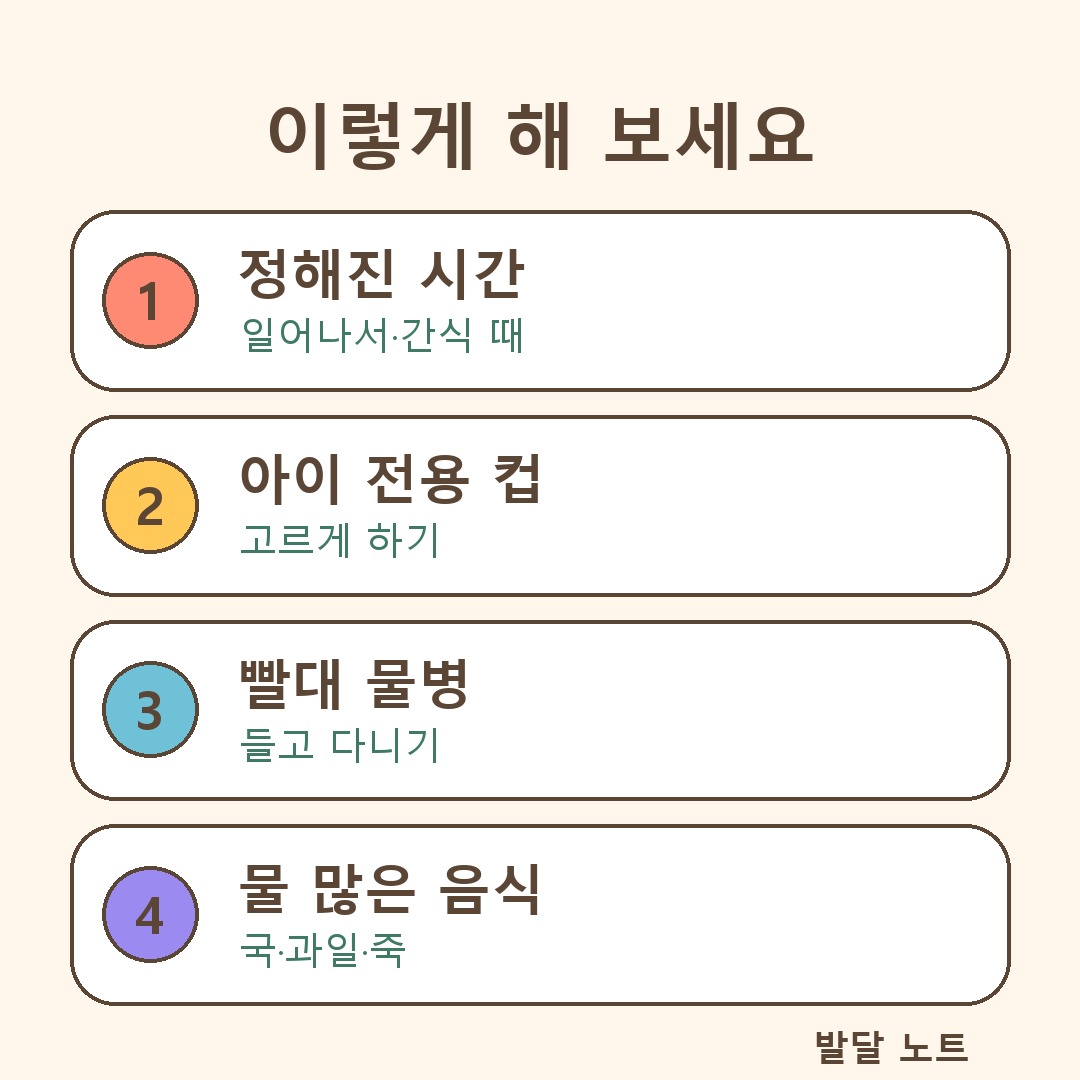 이렇게 해 보세요
1
정해진 시간
일어나서·간식 때
2
아이 전용 컵
고르게 하기
3
빨대 물병
들고 다니기
4
물 많은 음식
국·과일·죽
발달 노트